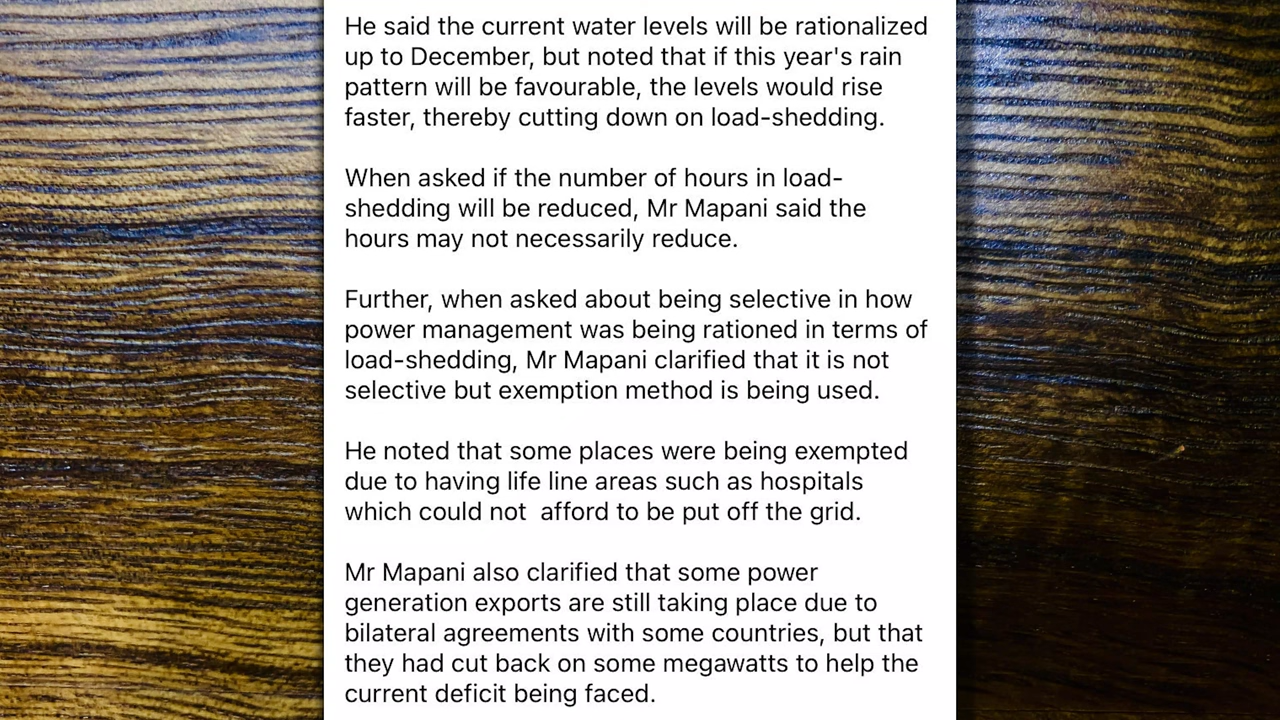 He said the current water levels will be rationalized
up to December, but noted that if this year's rain
pattern will be favourable, the levels would rise
faster, thereby cutting down on load-shedding.
When asked if the number of hours in load-
shedding will be reduced, Mr Mapani said the
hours may not necessarily reduce.
Further, when asked about being selective in how
power management was being rationed in terms of
load-shedding, Mr Mapani clarified that it is not
selective but exemption method is being used.
He noted that some places were being exempted
due to having life line areas such as hospitals
which could not  afford to be put off the grid.
Mr Mapani also clarified that some power
generation exports are still taking place due to
bilateral agreements with some countries, but that
they had cut back on some megawatts to help the
current deficit being faced.